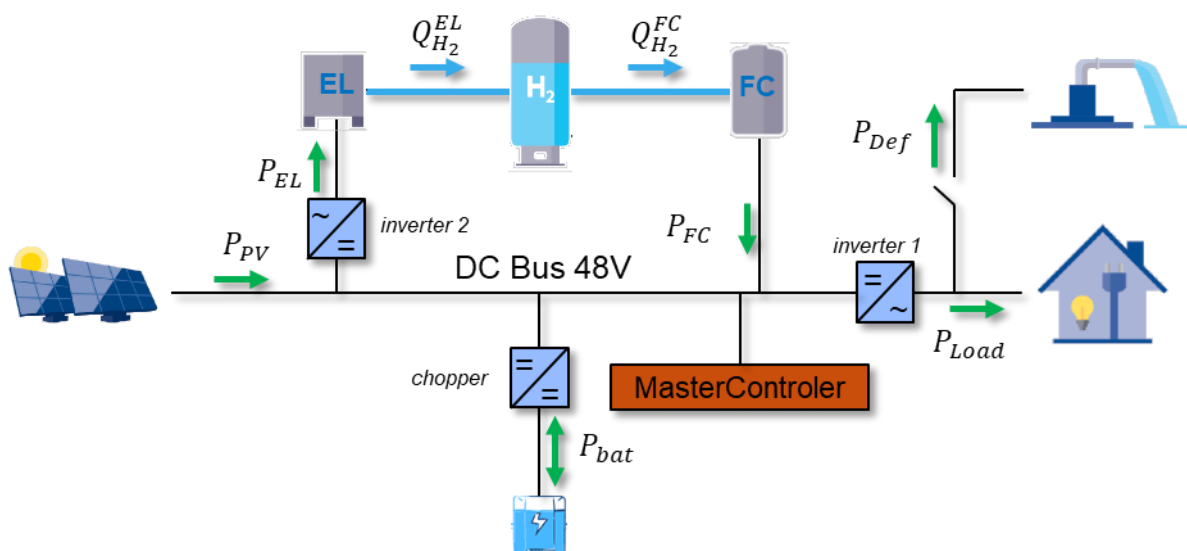 Q_{H_2}^{EL}
Q_{H_2}^{FC}
EL
H₂
FC
P_{Def}
P_{EL}
~
=
inverter 2
P_{FC}
inverter 1
P_{PV}
DC Bus 48V
=
~
P_{Load}
chopper
=
=
MasterControler
P_{bat}